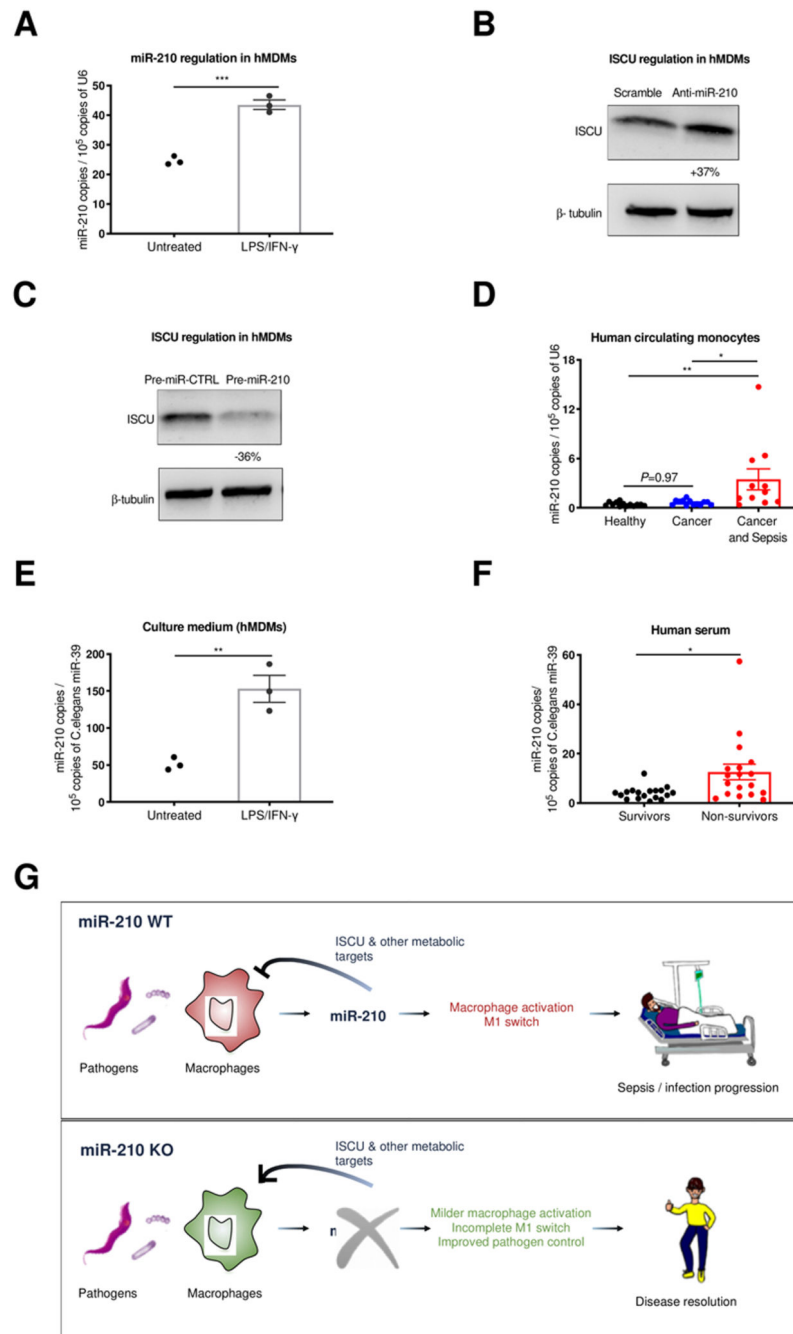 A
miR-210 regulation in hMDMs
***
miR-210 copies / 10⁵ copies of U6
50
40
30
20
10
0
Untreated
LPS/IFN-γ
B
ISCU regulation in hMDMs
Scramble Anti-miR-210
ISCU
+37%
β- tubulin
C
ISCU regulation in hMDMs
Pre-miR-CTRL Pre-miR-210
ISCU
-36%
β-tubulin
D
Human circulating monocytes
*
**
P=0.97
miR-210 copies / 10⁵ copies of U6
18
12
6
0
Healthy
Cancer
Cancer
and Sepsis
E
Culture medium (hMDMs)
**
miR-210 copies /
10⁵ copies of C.elegans miR-39
200
150
100
50
0
Untreated
LPS/IFN-γ
F
Human serum
*
miR-210 copies/
10⁵ copies of C.elegans miR-39
60
40
20
0
Survivors
Non-survivors
G
miR-210 WT
ISCU & other metabolic
targets
miR-210
Macrophage activation
M1 switch
Pathogens
Macrophages
Sepsis / infection progression
miR-210 KO
ISCU & other metabolic
targets
Milder macrophage activation
Incomplete M1 switch
Improved pathogen control
Pathogens
Macrophages
Disease resolution